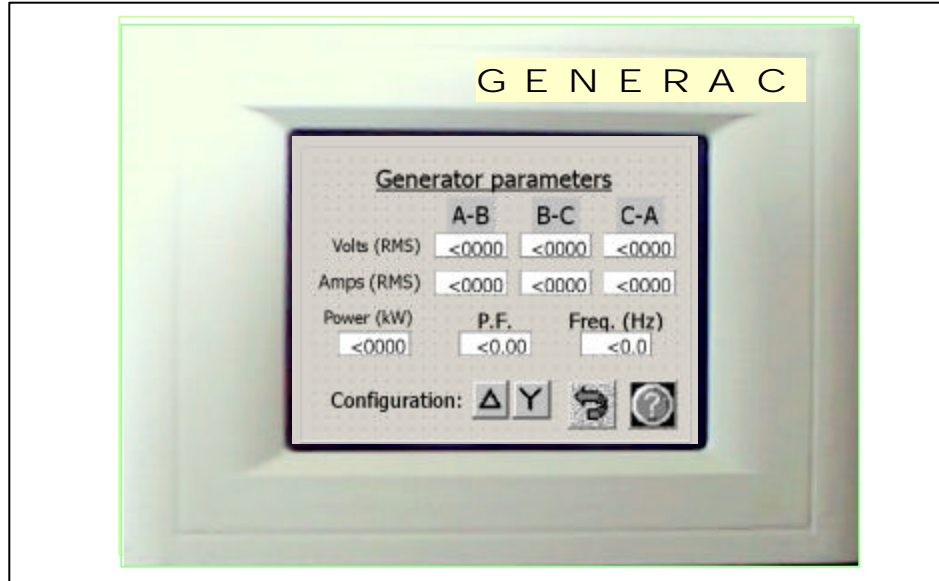 G E N E R A C
Generator parameters
A-B B-C C-A
Volts (RMS) <0000 <0000 <0000
Amps (RMS) <0000 <0000 <0000
Power (kW) P.F. Freq. (Hz)
<0000 <0.00 <0.0
Configuration: Δ Y ?